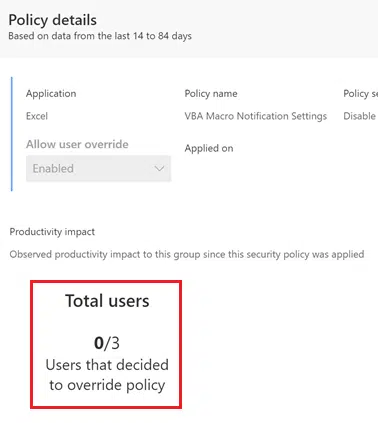 Policy details
Based on data from the last 14 to 84 days
Application Policy name Policy se
Excel VBA Macro Notification Settings Disable
Allow user override Applied on
Enabled
Productivity impact
Observed productivity impact to this group since this security policy was applied
Total users
0/3
Users that decided
to override policy